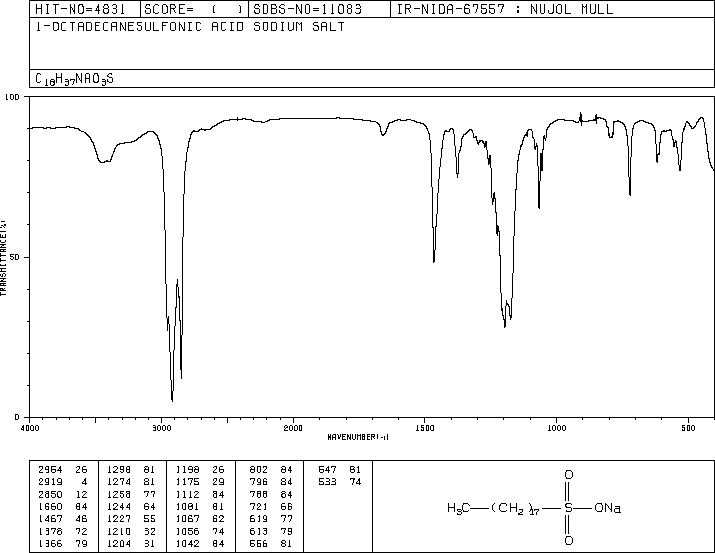 HIT-NO=4831 SCORE= ( ) SDBS-NO=11083 IR-NIDA-67557 : NUJOL MULL
1-OCTADECANESULFONIC ACID SODIUM SALT
C18H37NAO3S
100
50
0
TRANSMITTANCE(%)
4000 3000 2000 1500 1000 500
WAVENUMBER(-1)
2954 26 1298 81 1198 26 802 84 547 81
2919 4 1274 81 1175 29 796 84 533 74
2850 12 1258 77 1112 84 788 84
1660 84 1244 64 1081 81 721 66
1467 46 1227 55 1067 62 619 77
1378 72 1210 32 1056 74 613 79
1366 79 1204 31 1042 84 566 81
O
H3C—(CH2)17—S—ONa
O